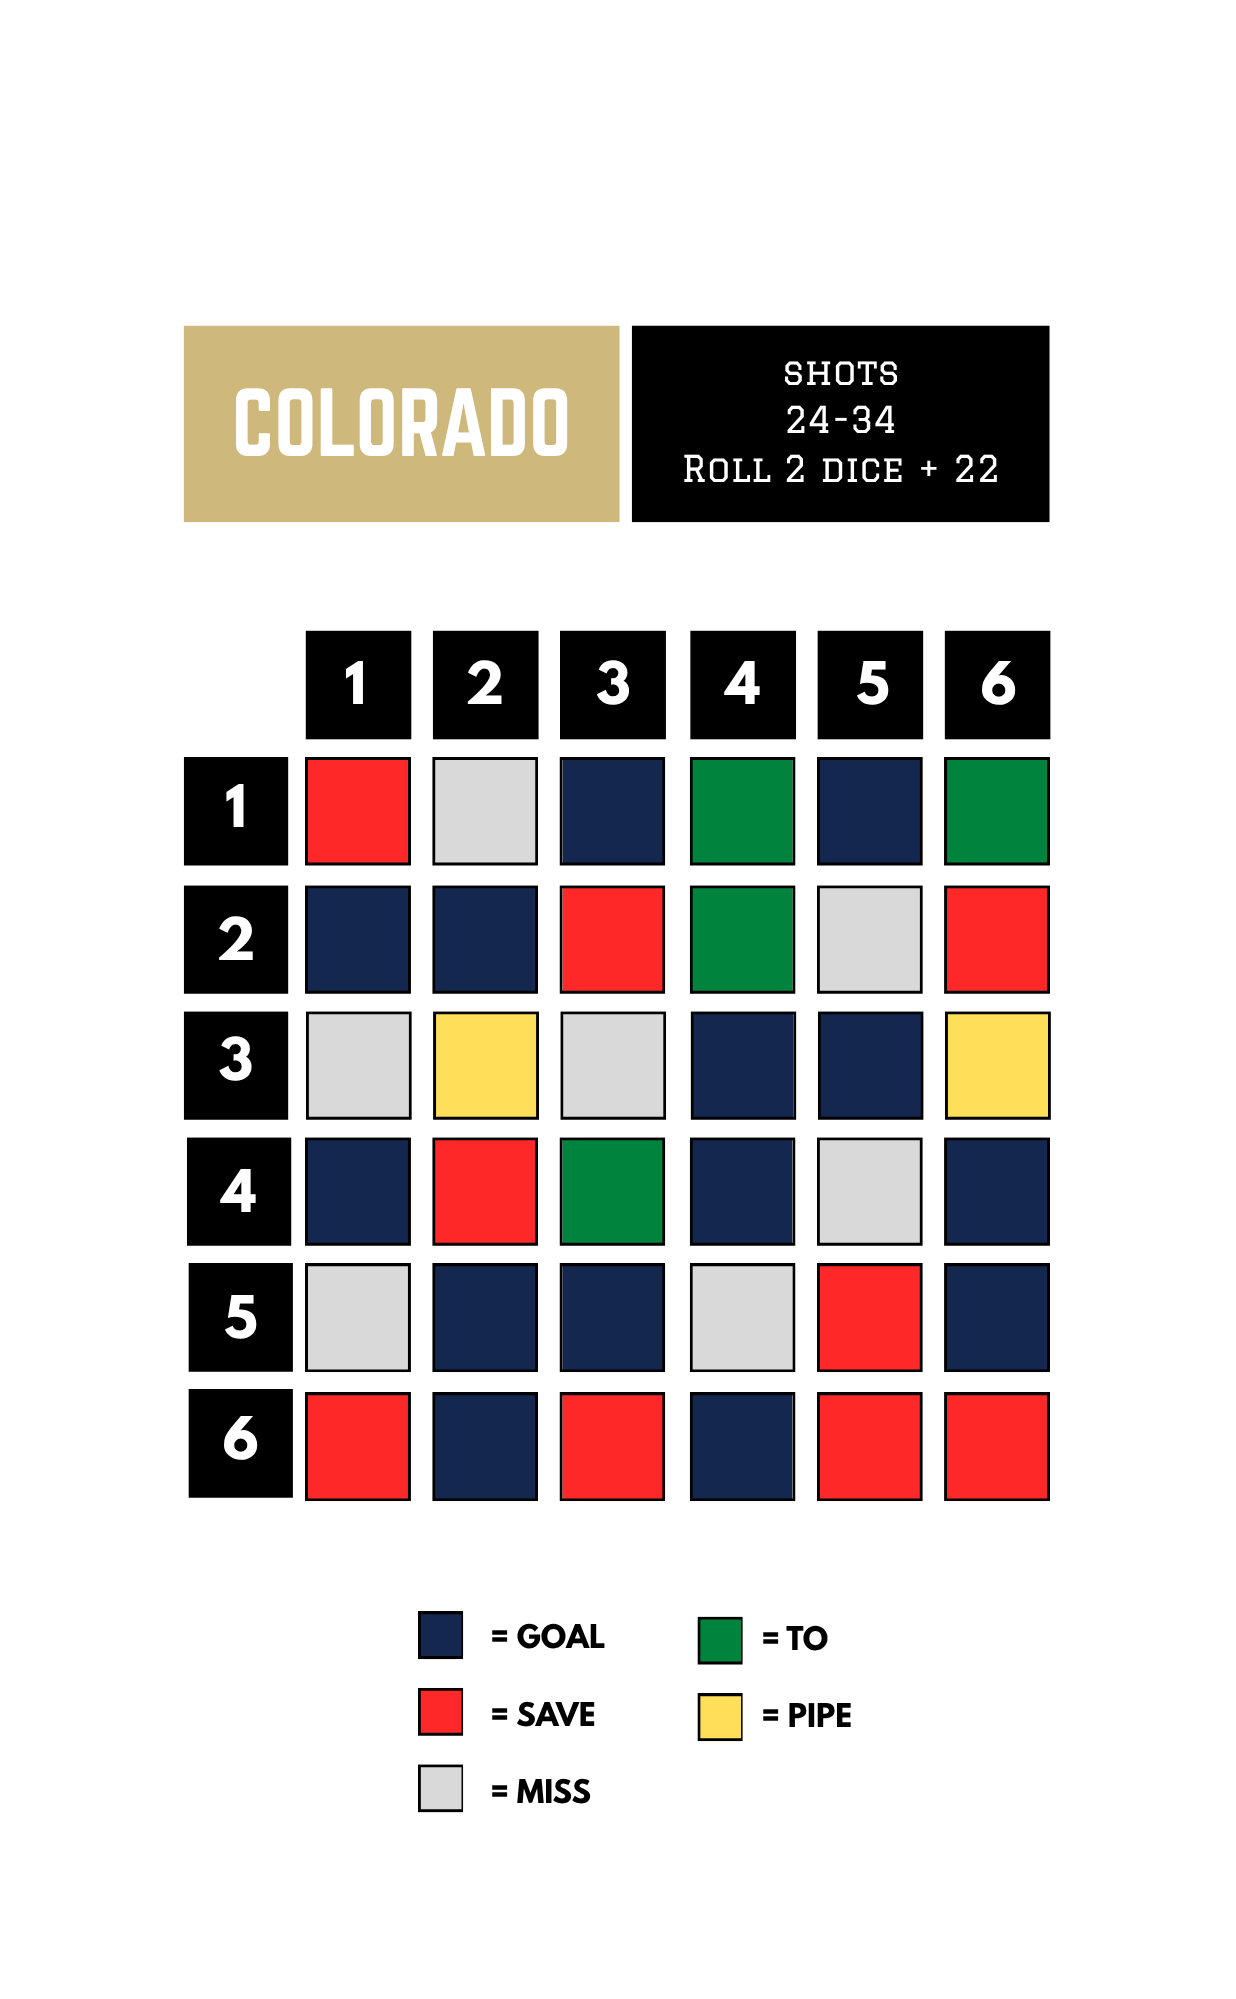 COLORADO
SHOTS
24-34
ROLL 2 DICE + 22
1 2 3 4 5 6
1
2
3
4
5
6
= GOAL
= TO
= SAVE
= PIPE
= MISS